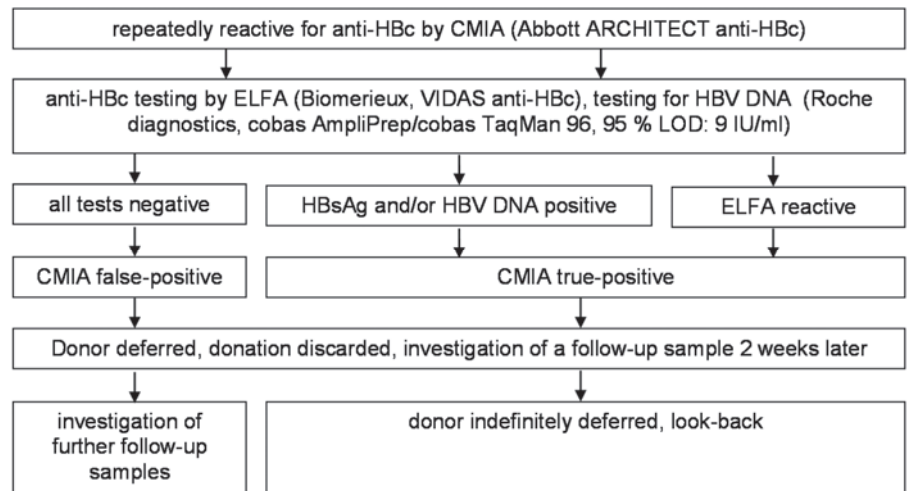 repeatedly reactive for anti-HBc by CMIA (Abbott ARCHITECT anti-HBc)
anti-HBc testing by ELFA (Biomerieux, VIDAS anti-HBc), testing for HBV DNA (Roche
diagnostics, cobas AmpliPrep/cobas TaqMan 96, 95 % LOD: 9 IU/ml)
all tests negative
HBsAg and/or HBV DNA positive
ELFA reactive
CMIA false-positive
CMIA true-positive
Donor deferred, donation discarded, investigation of a follow-up sample 2 weeks later
investigation of
further follow-up
samples
donor indefinitely deferred, look-back